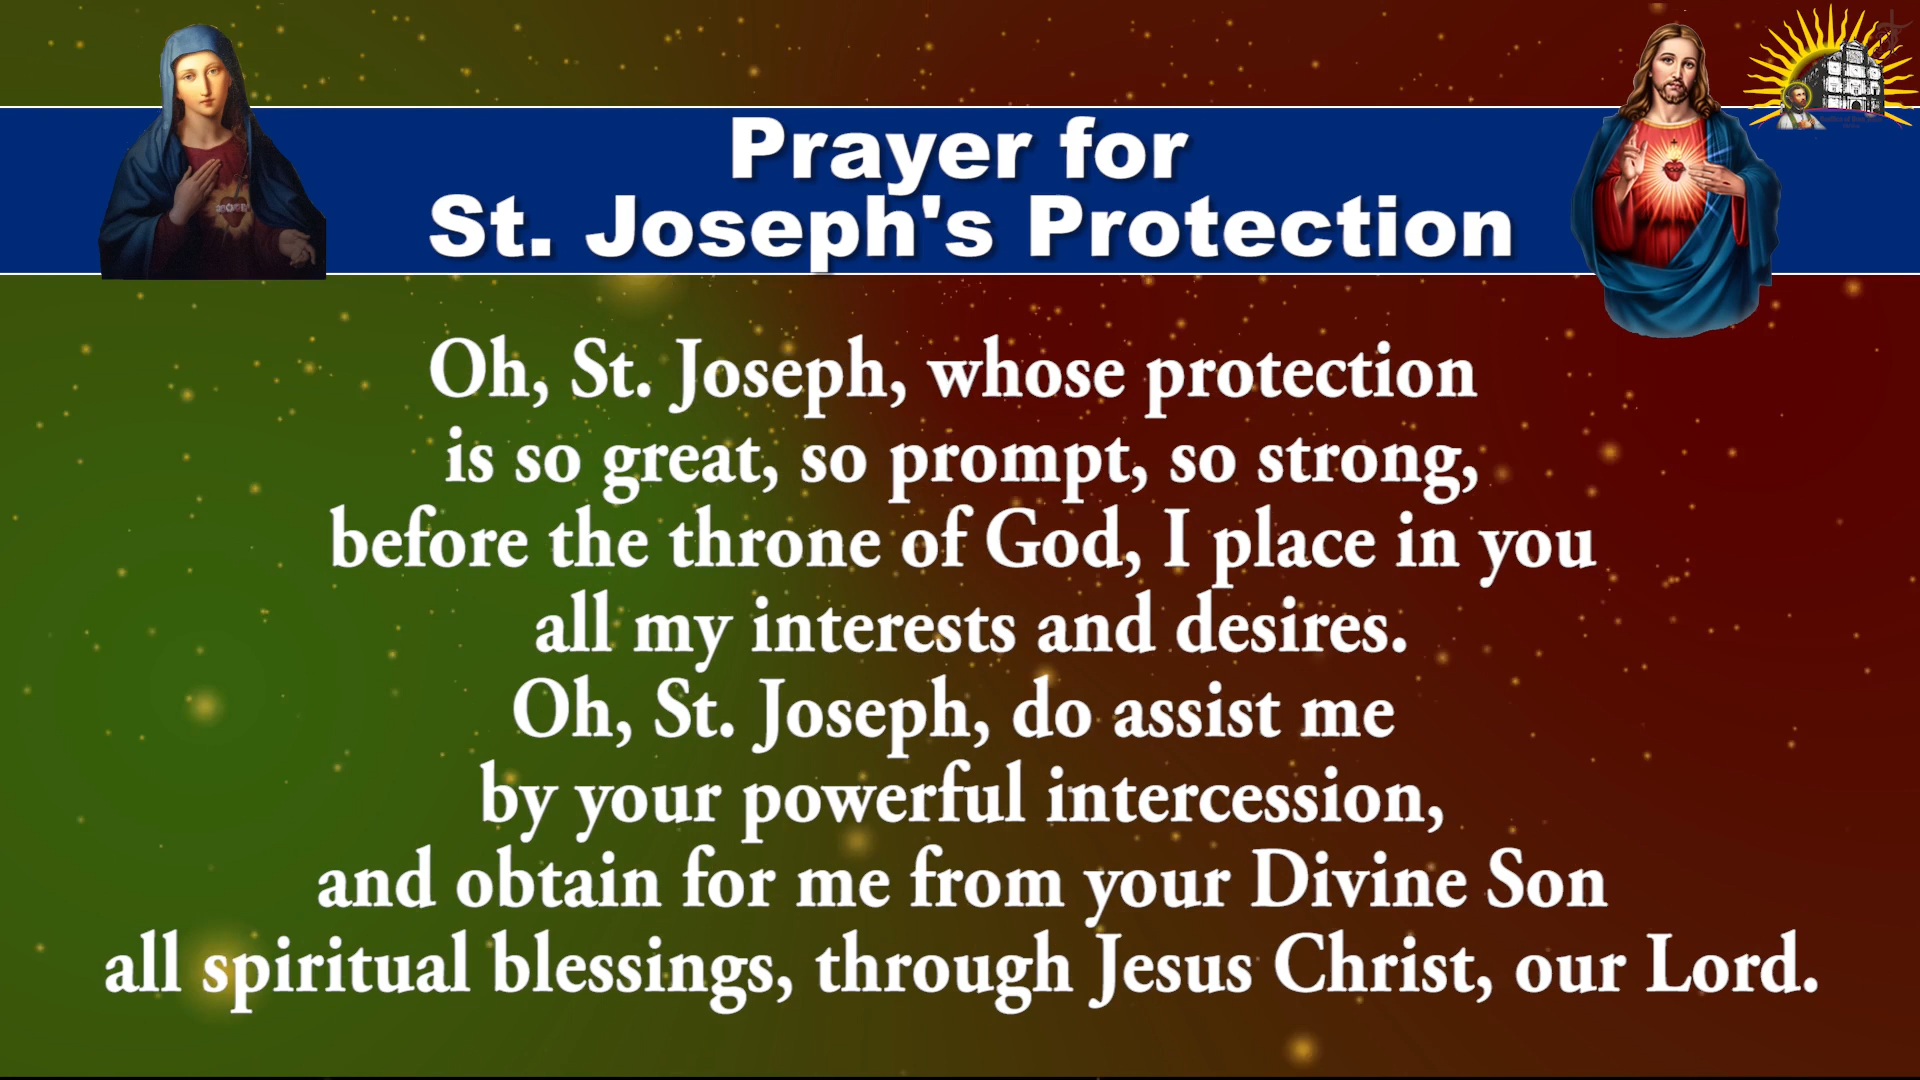 Prayer for
St. Joseph's Protection
Oh, St. Joseph, whose protection
is so great, so prompt, so strong,
before the throne of God, I place in you
all my interests and desires.
Oh, St. Joseph, do assist me
by your powerful intercession,
and obtain for me from your Divine Son
all spiritual blessings, through Jesus Christ, our Lord.